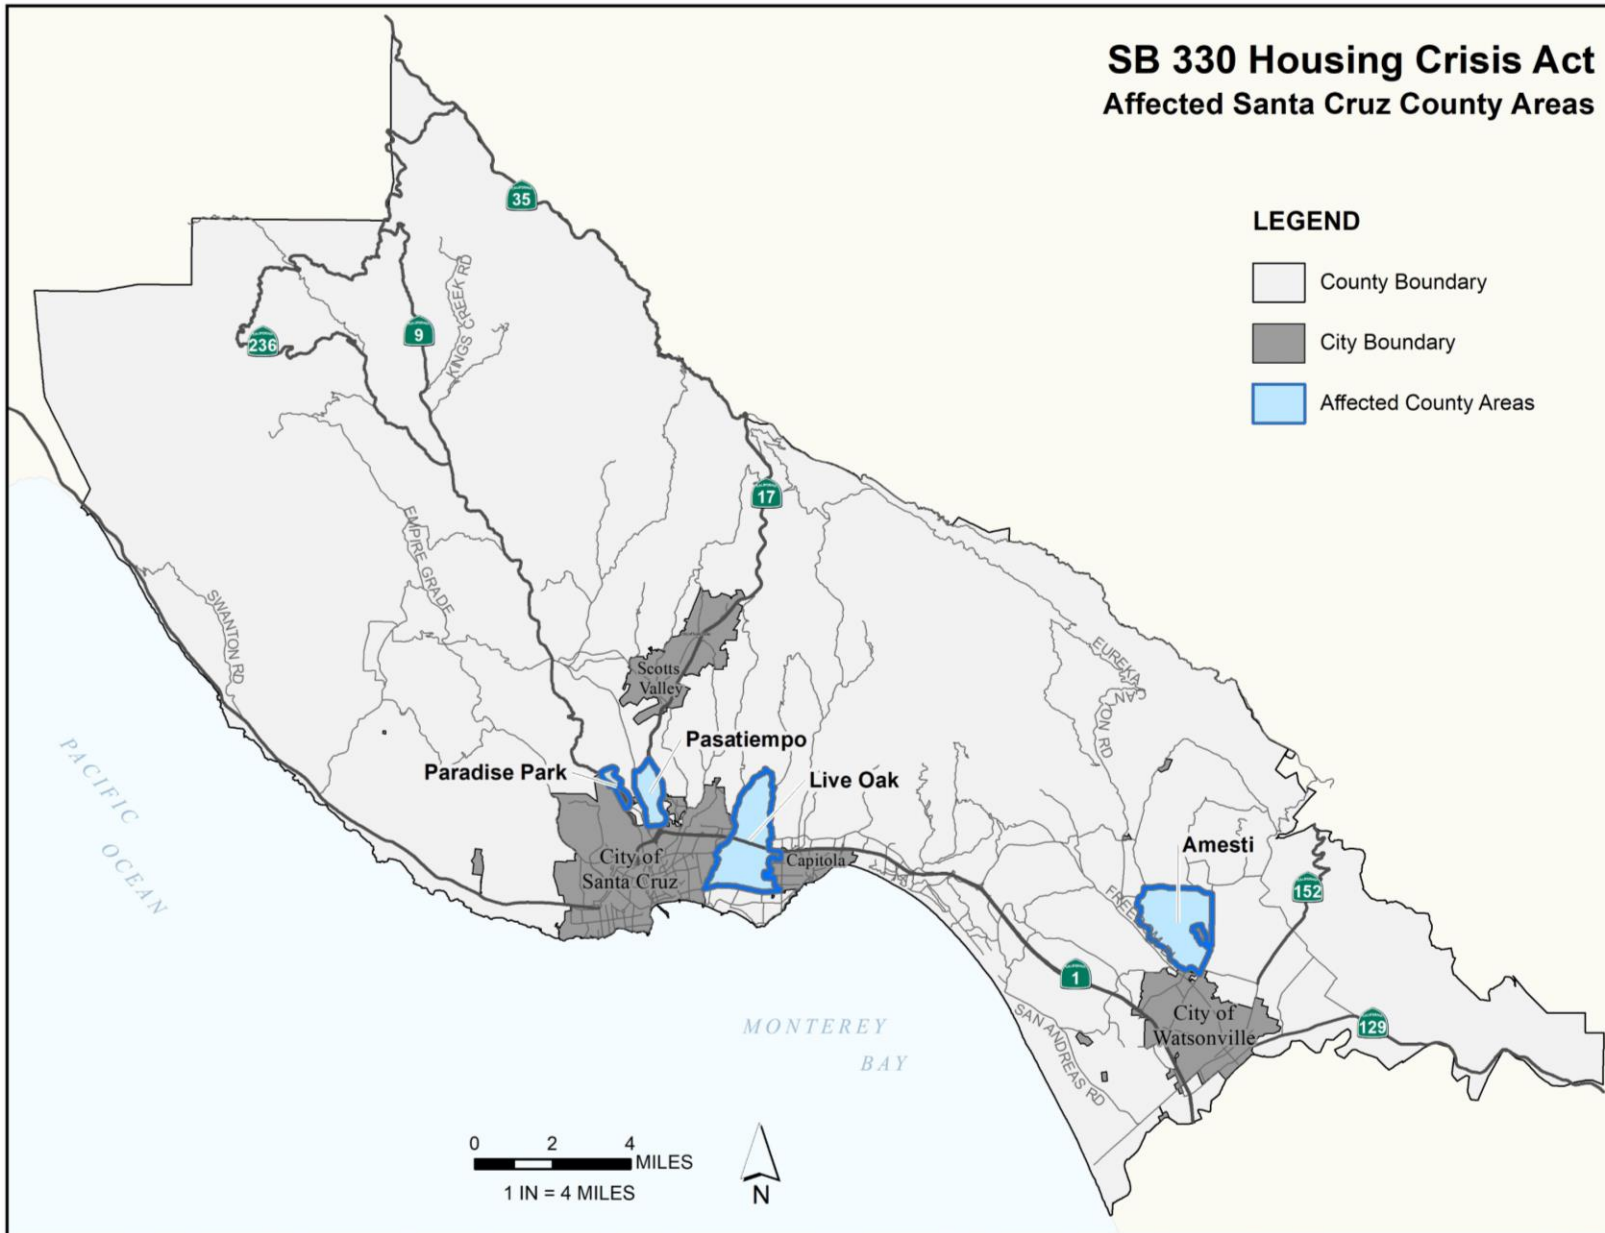 SB 330 Housing Crisis Act
Affected Santa Cruz County Areas
LEGEND
County Boundary
City Boundary
Affected County Areas
35
9
236
KINGS CREEK RD
17
EMPIRE GRADE
SWANTON RD
EUREKA CANYON RD
Scotts
Valley
Pasatiempo
Paradise Park
Live Oak
City of
Santa Cruz
Capitola
Amesti
152
1
City of
Watsonville
129
SAN ANDREAS RD
PACIFIC
OCEAN
MONTEREY
BAY
0 2 4
MILES
1 IN = 4 MILES
N